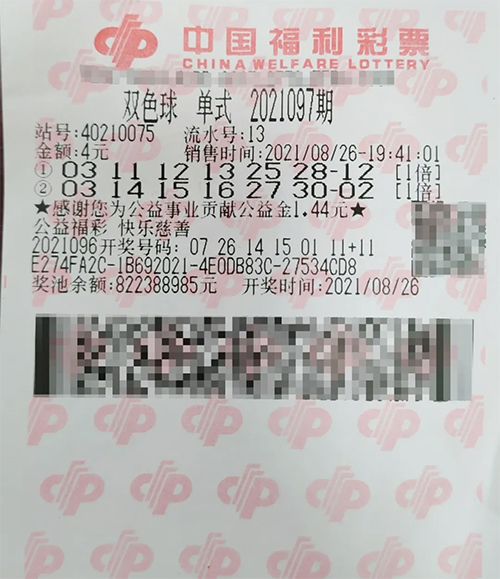 中国福利彩票
CHINA WELFARE LOTTERY
双色球 单式 2021097期
站号:40210075 流水号:13
金额:4元 销售时间:2021/08/26-19:41:01
① 03 11 12 13 25 28-12 [1倍]
② 03 14 15 16 27 30-02 [1倍]
★感谢您为公益事业贡献公益金1.44元★
公益福彩 快乐慈善
2021096开奖号码: 07 26 14 15 01 11+11
E274FA2C-1B692021-4E0DB83C-27534CD8
奖池余额:822388985元 开奖时间:2021/08/26